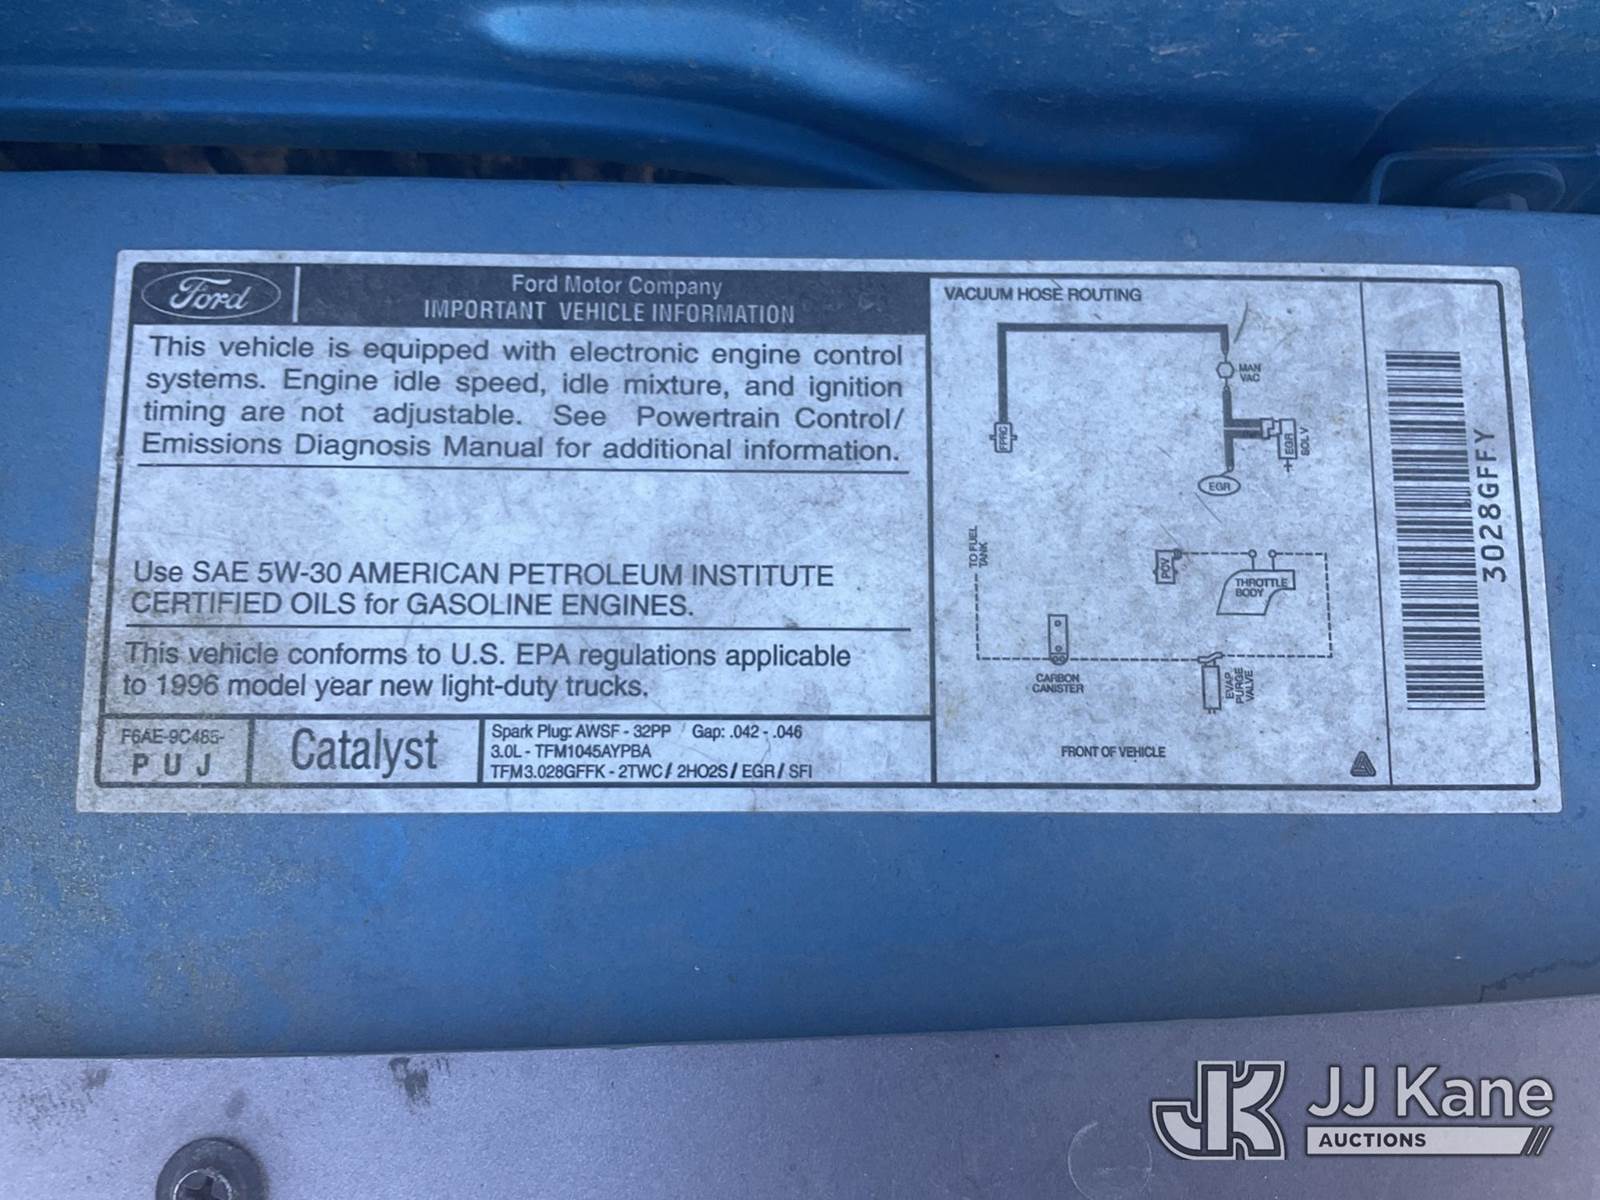 Ford
Ford Motor Company
IMPORTANT VEHICLE INFORMATION
This vehicle is equipped with electronic engine control
systems. Engine idle speed, idle mixture, and ignition
timing are not adjustable. See Powertrain Control/
Emissions Diagnosis Manual for additional information.
Use SAE 5W-30 AMERICAN PETROLEUM INSTITUTE
CERTIFIED OILS for GASOLINE ENGINES.
This vehicle conforms to U.S. EPA regulations applicable
to 1996 model year new light-duty trucks.
F6AE-9C485-
P U J
Catalyst
Spark Plug: AWSF - 32PP / Gap: .042 - .046
3.0L - TFM1045AYPBA
TFM3.028GFFK - 2TWC / 2HO2S / EGR / SFI
VACUUM HOSE ROUTING
MAN
VAC
FPRC
EGR
SOL V
EGR
TO FUEL
TANK
PCV
THROTTLE
BODY
CARBON
CANISTER
EVAP
PURGE
VALVE
FRONT OF VEHICLE
3028GFFY
JK
JJ Kane
AUCTIONS